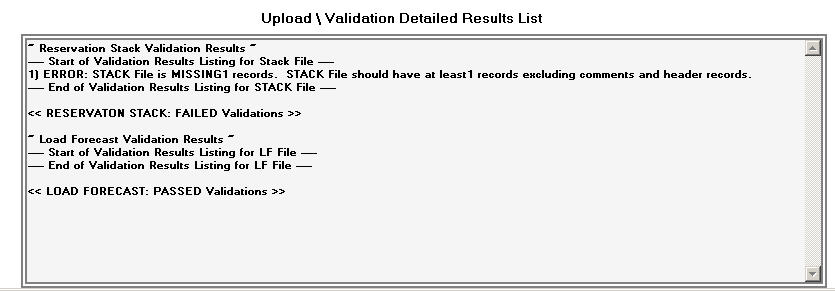 Upload \ Validation Detailed Results List
~ Reservation Stack Validation Results ~
---- Start of Validation Results Listing for Stack File ----
1) ERROR: STACK File is MISSING1 records.  STACK File should have at least1 records excluding comments and header records.
---- End of Validation Results Listing for STACK File ----
<< RESERVATON STACK: FAILED Validations >>
~ Load Forecast Validation Results ~
---- Start of Validation Results Listing for LF File ----
---- End of Validation Results Listing for LF File ----
<< LOAD FORECAST: PASSED Validations >>